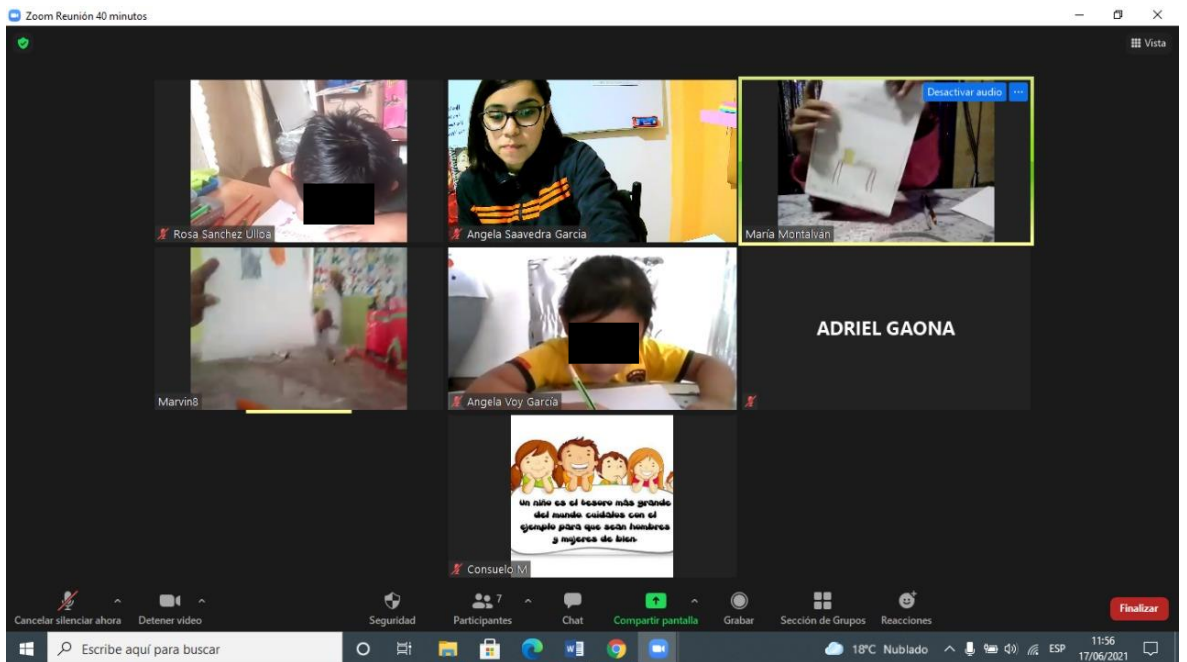 Zoom Reunión 40 minutos
Vista
Desactivar audio ...
Rosa Sanchez Ulloa
Angela Saavedra Garcia
María Montalván
Marvin8
Angela Voy García
ADRIEL GAONA
Un niño es el tesoro más grande
del mundo cuidalos con el
ejemplo para que sean hombres
y mujeres de bien.
Consuelo M
7
Cancelar silenciar ahora
Detener video
Seguridad
Participantes
Chat
Compartir pantalla
Grabar
Sección de Grupos
Reacciones
Finalizar
Escribe aquí para buscar
18°C Nublado
ESP
11:56
17/06/2021